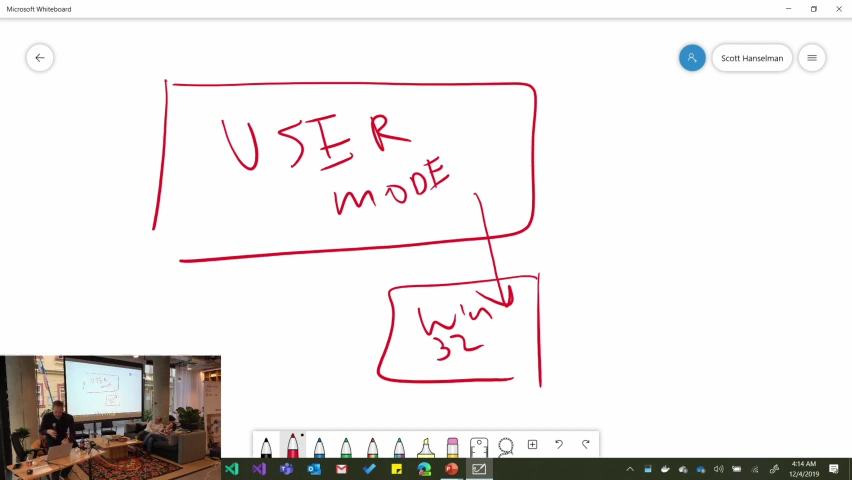 Microsoft Whiteboard
Scott Hanselman
USER
MODE
Win
32
4:14 AM
12/4/2019